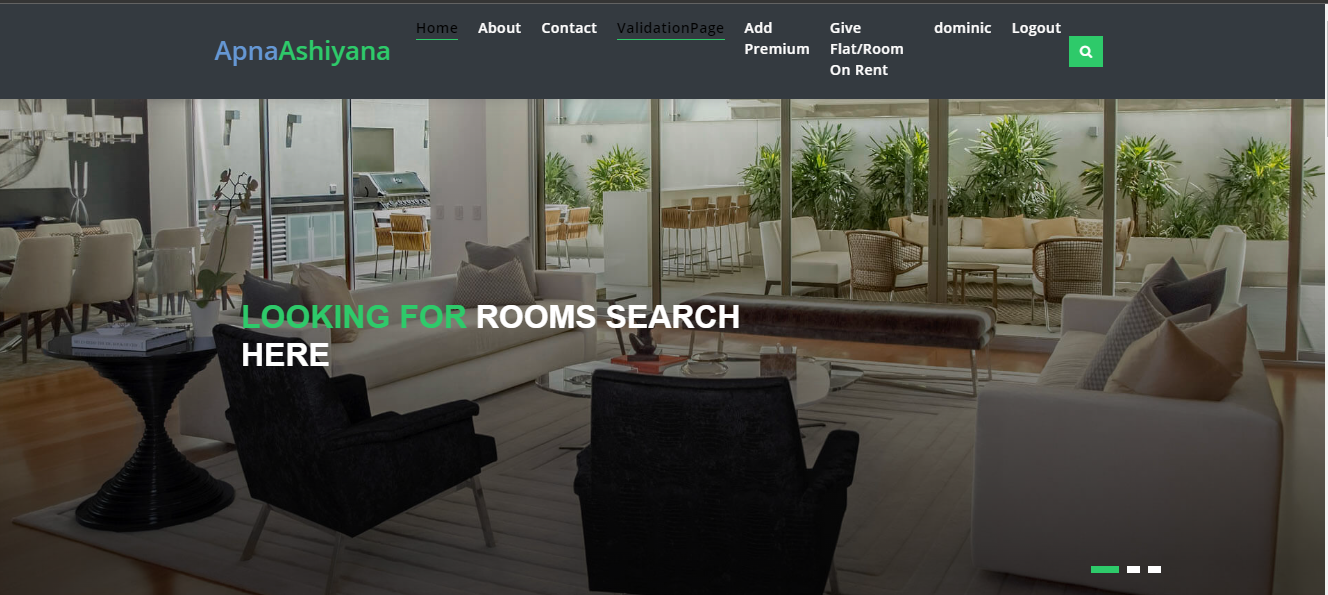 ApnaAshiyana
Home About Contact ValidationPage Add Premium Give Flat/Room On Rent dominic Logout
LOOKING FOR ROOMS SEARCH
HERE